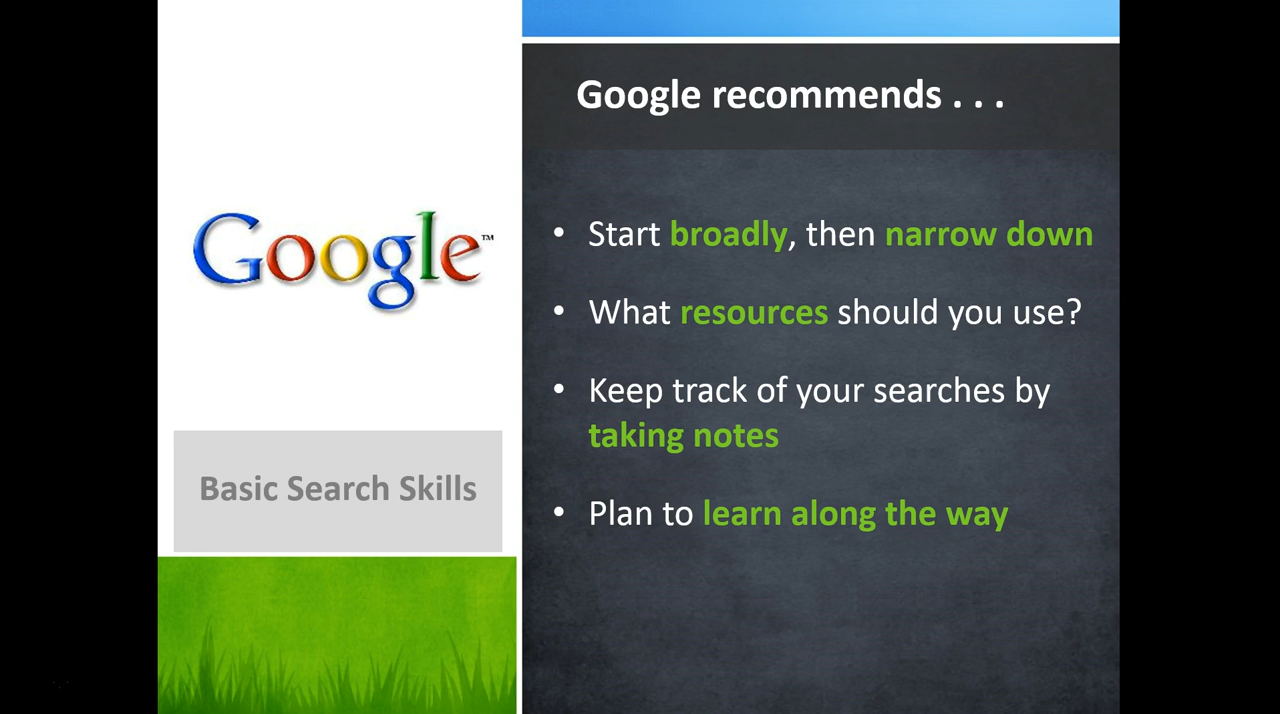 Google™
Basic Search Skills
Google recommends . . .
• Start broadly, then narrow down
• What resources should you use?
• Keep track of your searches by
taking notes
• Plan to learn along the way